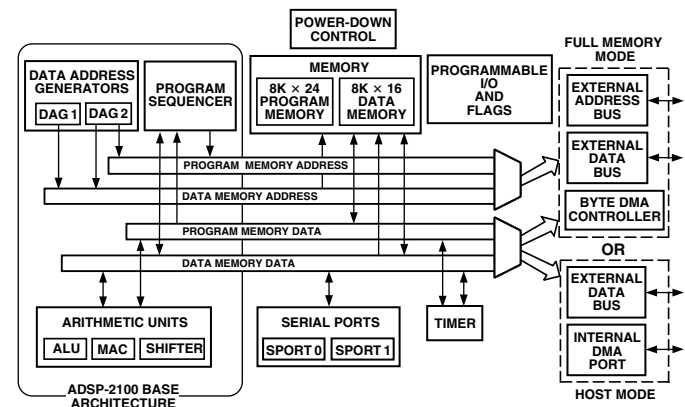 POWER-DOWN
CONTROL
FULL MEMORY
MODE
DATA ADDRESS
GENERATORS
DAG 1
DAG 2
PROGRAM
SEQUENCER
MEMORY
8K × 24
PROGRAM
MEMORY
8K × 16
DATA
MEMORY
PROGRAMMABLE
I/O
AND
FLAGS
EXTERNAL
ADDRESS
BUS
EXTERNAL
DATA
BUS
BYTE DMA
CONTROLLER
PROGRAM MEMORY ADDRESS
DATA MEMORY ADDRESS
PROGRAM MEMORY DATA
DATA MEMORY DATA
OR
EXTERNAL
DATA
BUS
INTERNAL
DMA
PORT
HOST MODE
ARITHMETIC UNITS
ALU
MAC
SHIFTER
SERIAL PORTS
SPORT 0
SPORT 1
TIMER
ADSP-2100 BASE
ARCHITECTURE